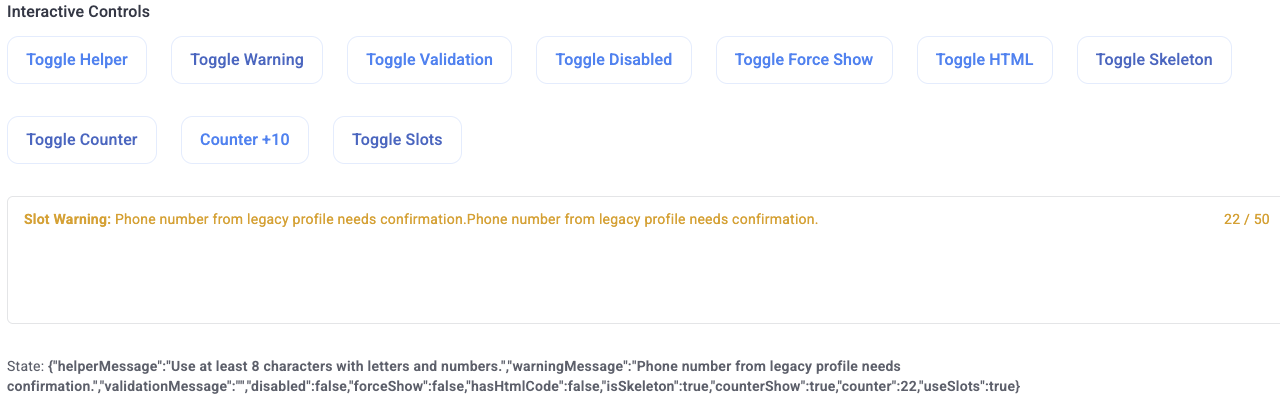 Interactive Controls
Toggle Helper Toggle Warning Toggle Validation Toggle Disabled Toggle Force Show Toggle HTML Toggle Skeleton
Toggle Counter Counter +10 Toggle Slots
Slot Warning: Phone number from legacy profile needs confirmation.Phone number from legacy profile needs confirmation. 22 / 50
State: {"helperMessage":"Use at least 8 characters with letters and numbers.","warningMessage":"Phone number from legacy profile needs
confirmation.","validationMessage":"","disabled":false,"forceShow":false,"hasHtmlCode":false,"isSkeleton":true,"counterShow":true,"counter":22,"useSlots":true}